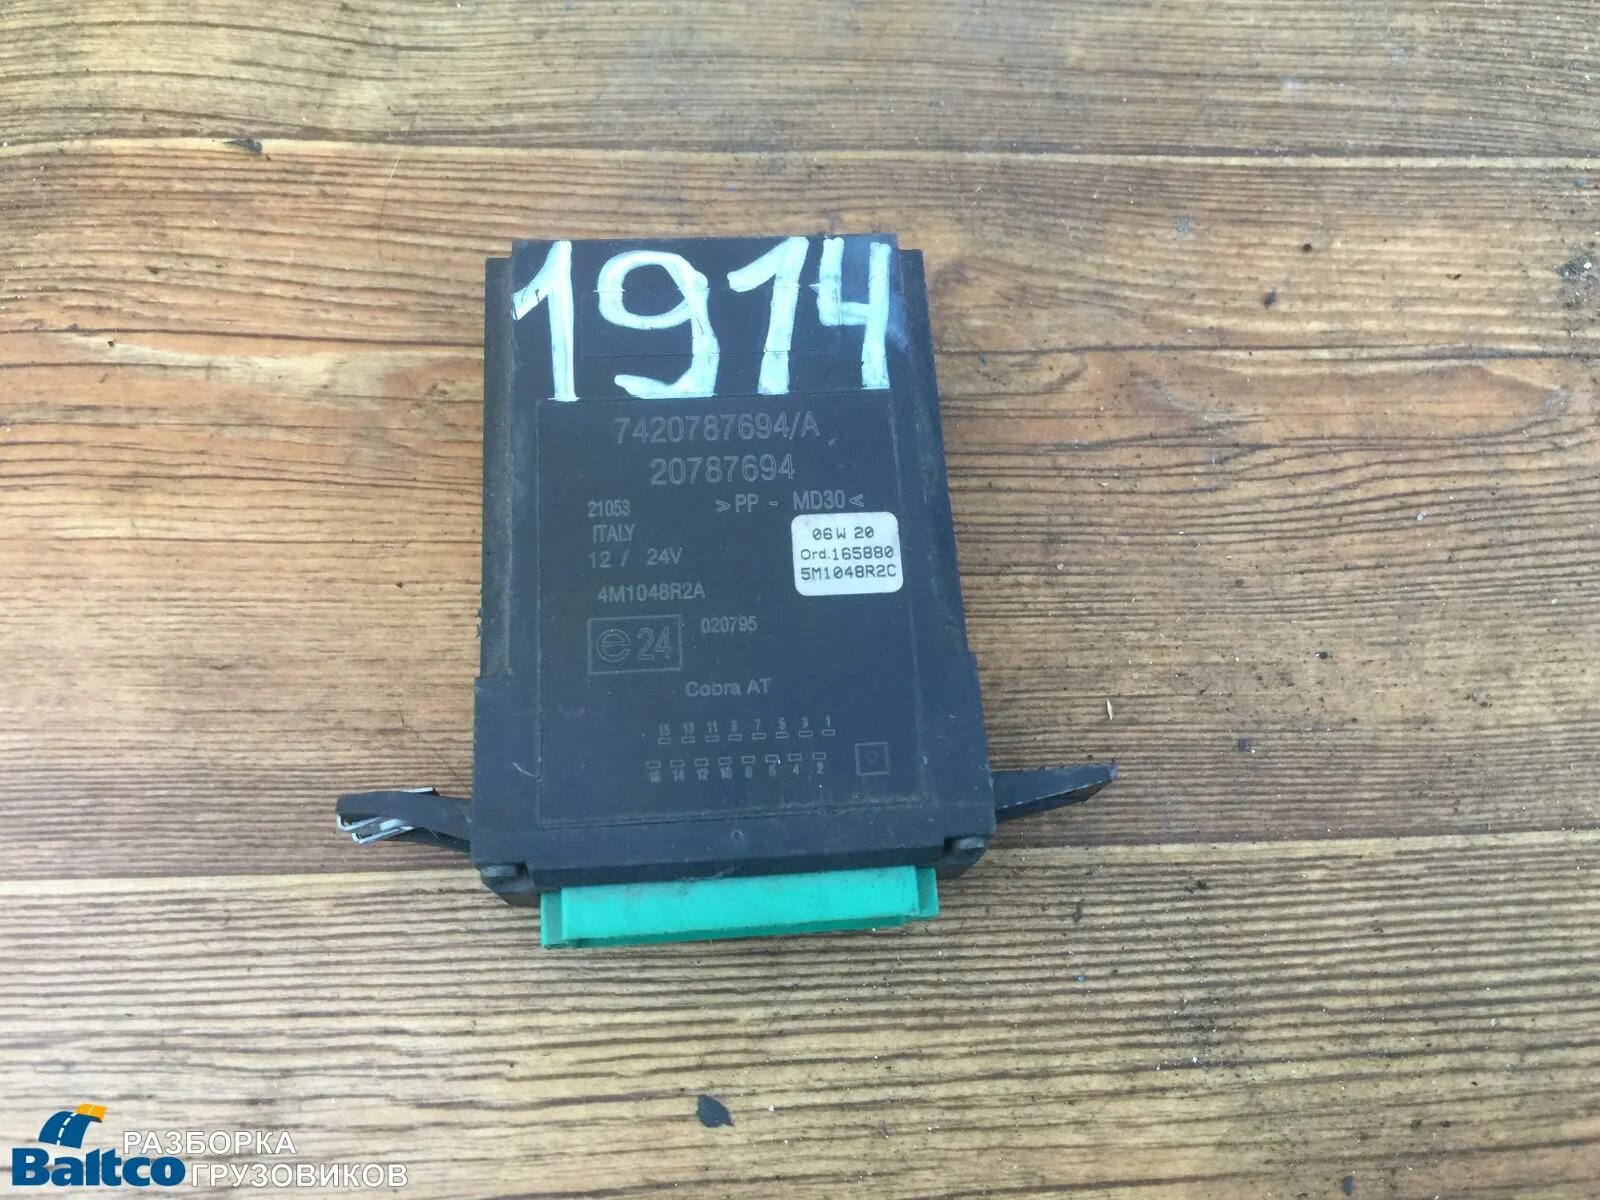 1914
7420787694/A
20787694
21053 >PP - MD30<
ITALY
12 / 24V
06W 20
Ord.165880
5M1048R2C
4M1048R2A
e24 020795
Cobra AT
15 13 11 9 7 5 3 1
16 14 12 10 8 6 4 2
Baltco РАЗБОРКА
ГРУЗОВИКОВ